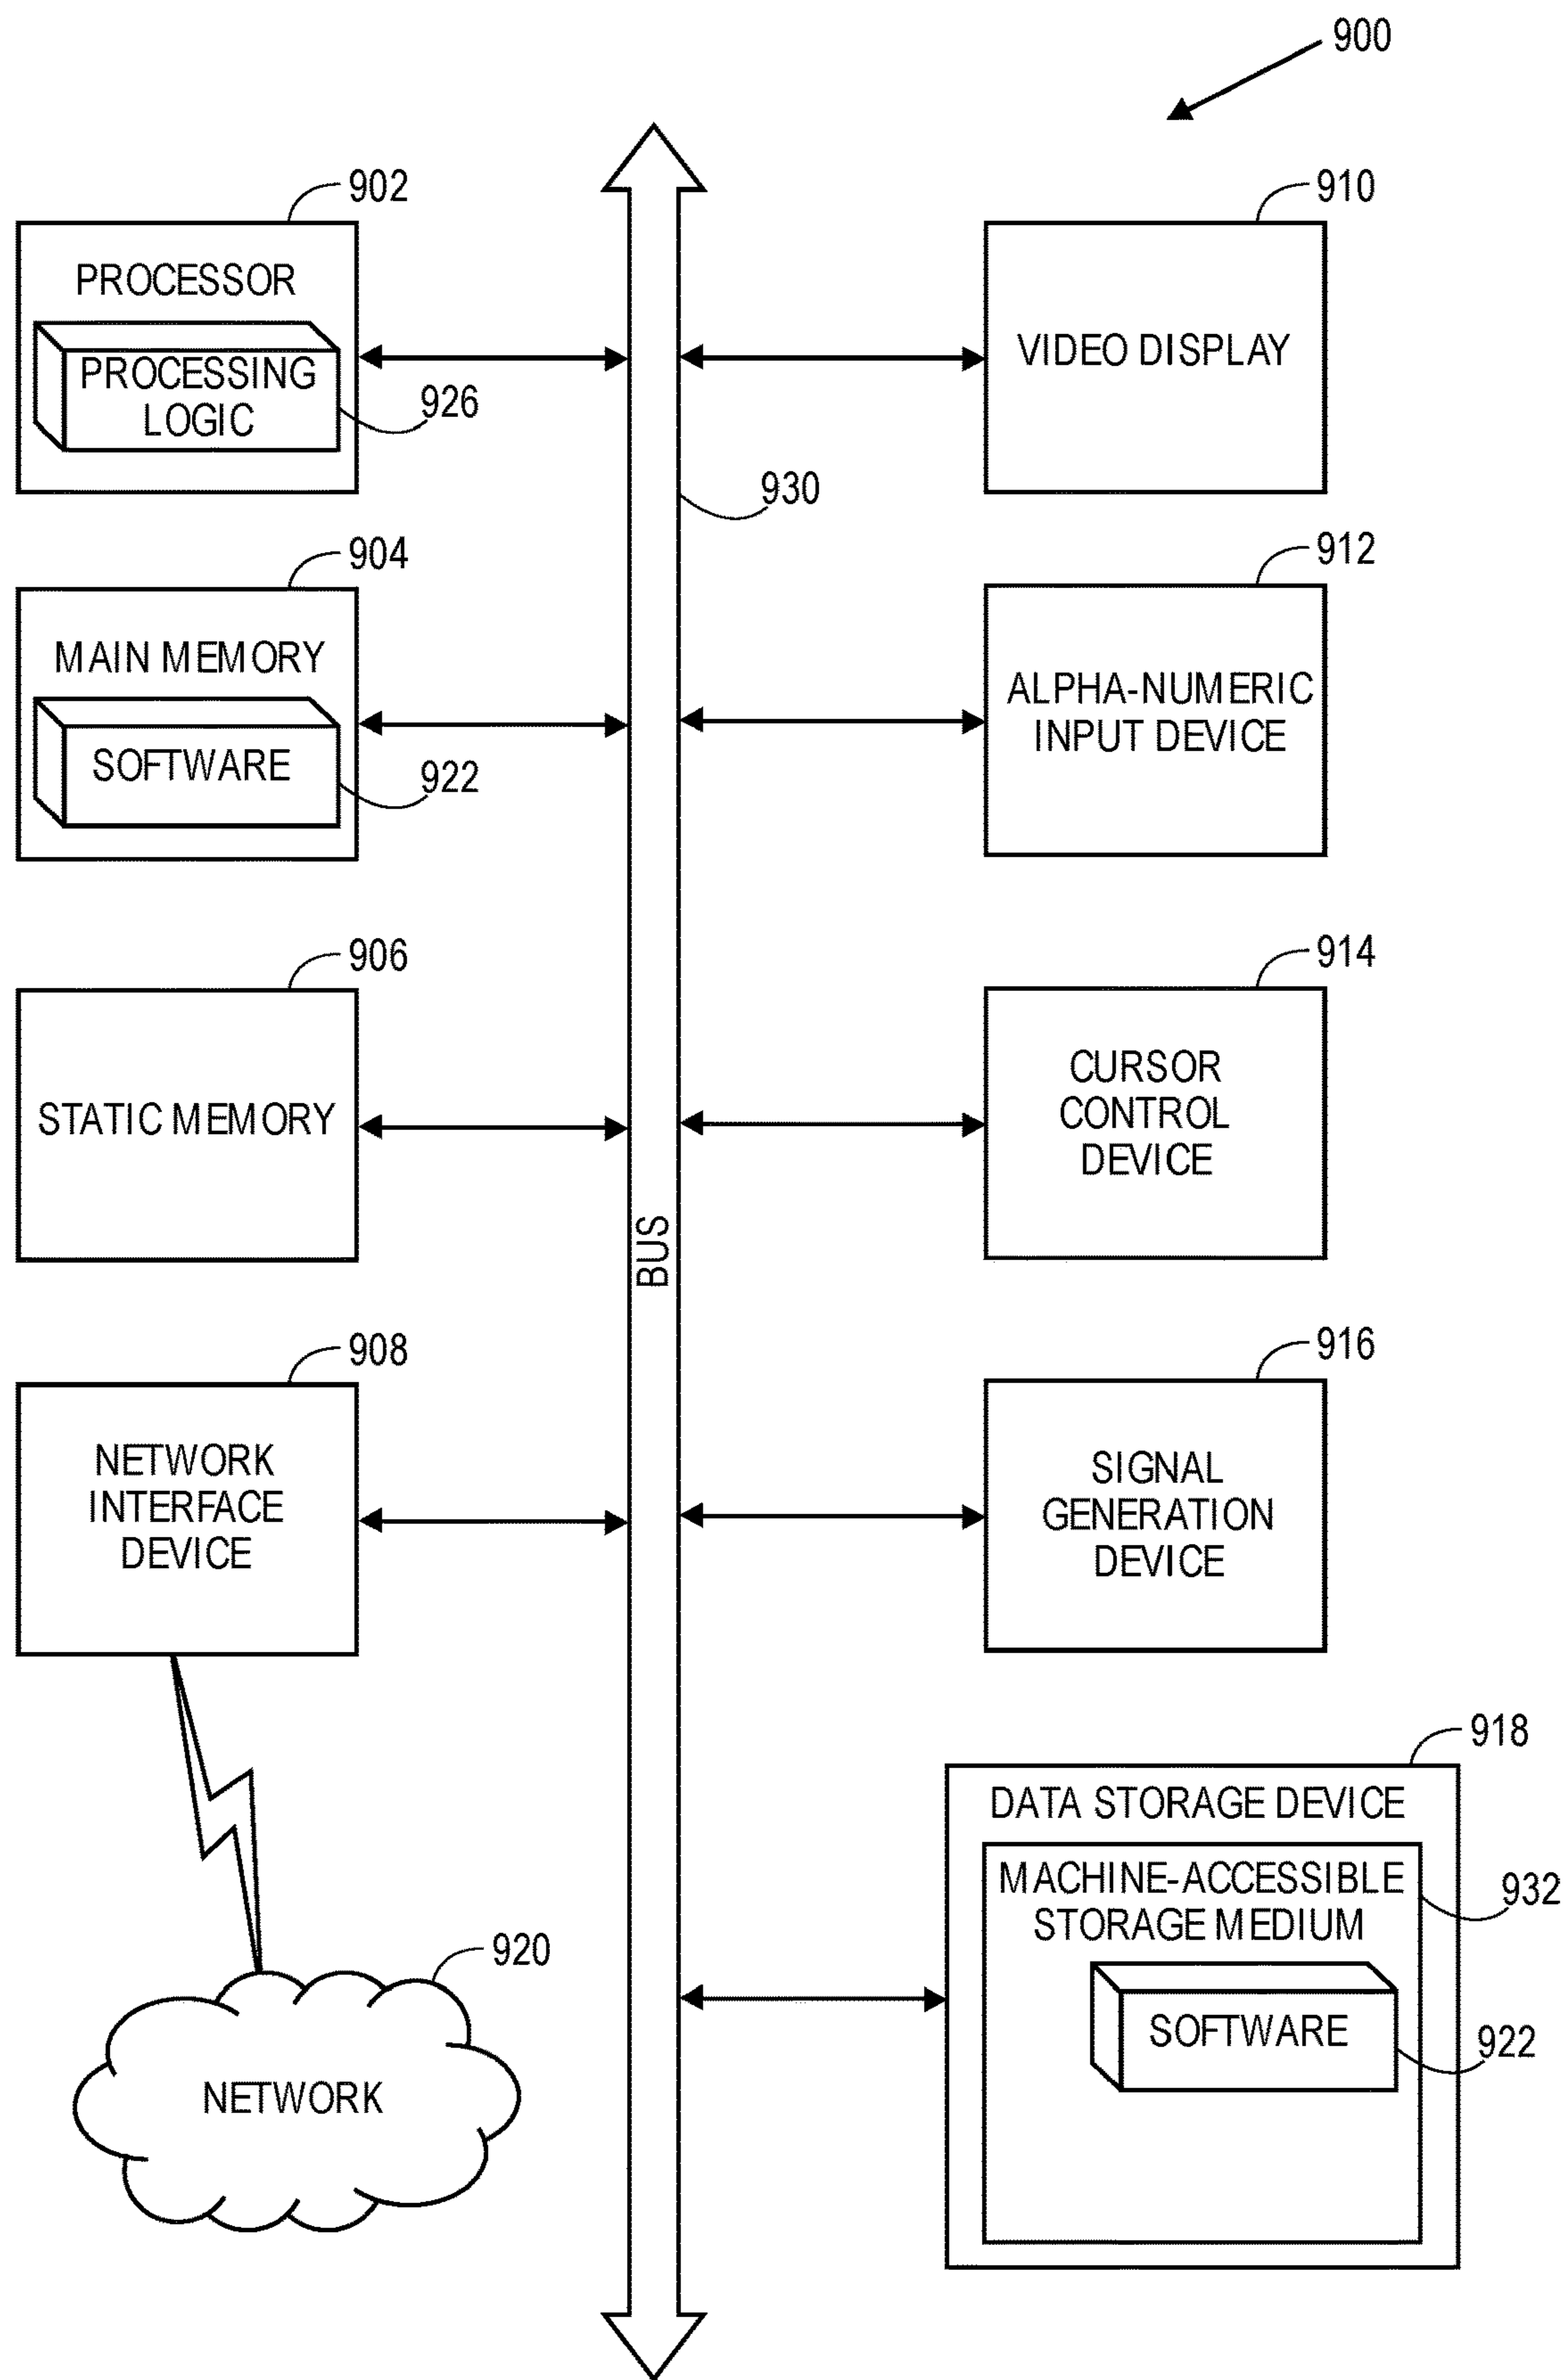 900
902
PROCESSOR
PROCESSING
LOGIC
926
910
VIDEO DISPLAY
930
904
MAIN MEMORY
SOFTWARE
922
912
ALPHA-NUMERIC
INPUT DEVICE
906
STATIC MEMORY
914
CURSOR
CONTROL
DEVICE
BUS
908
NETWORK
INTERFACE
DEVICE
916
SIGNAL
GENERATION
DEVICE
918
DATA STORAGE DEVICE
MACHINE-ACCESSIBLE
STORAGE MEDIUM
932
SOFTWARE
922
920
NETWORK